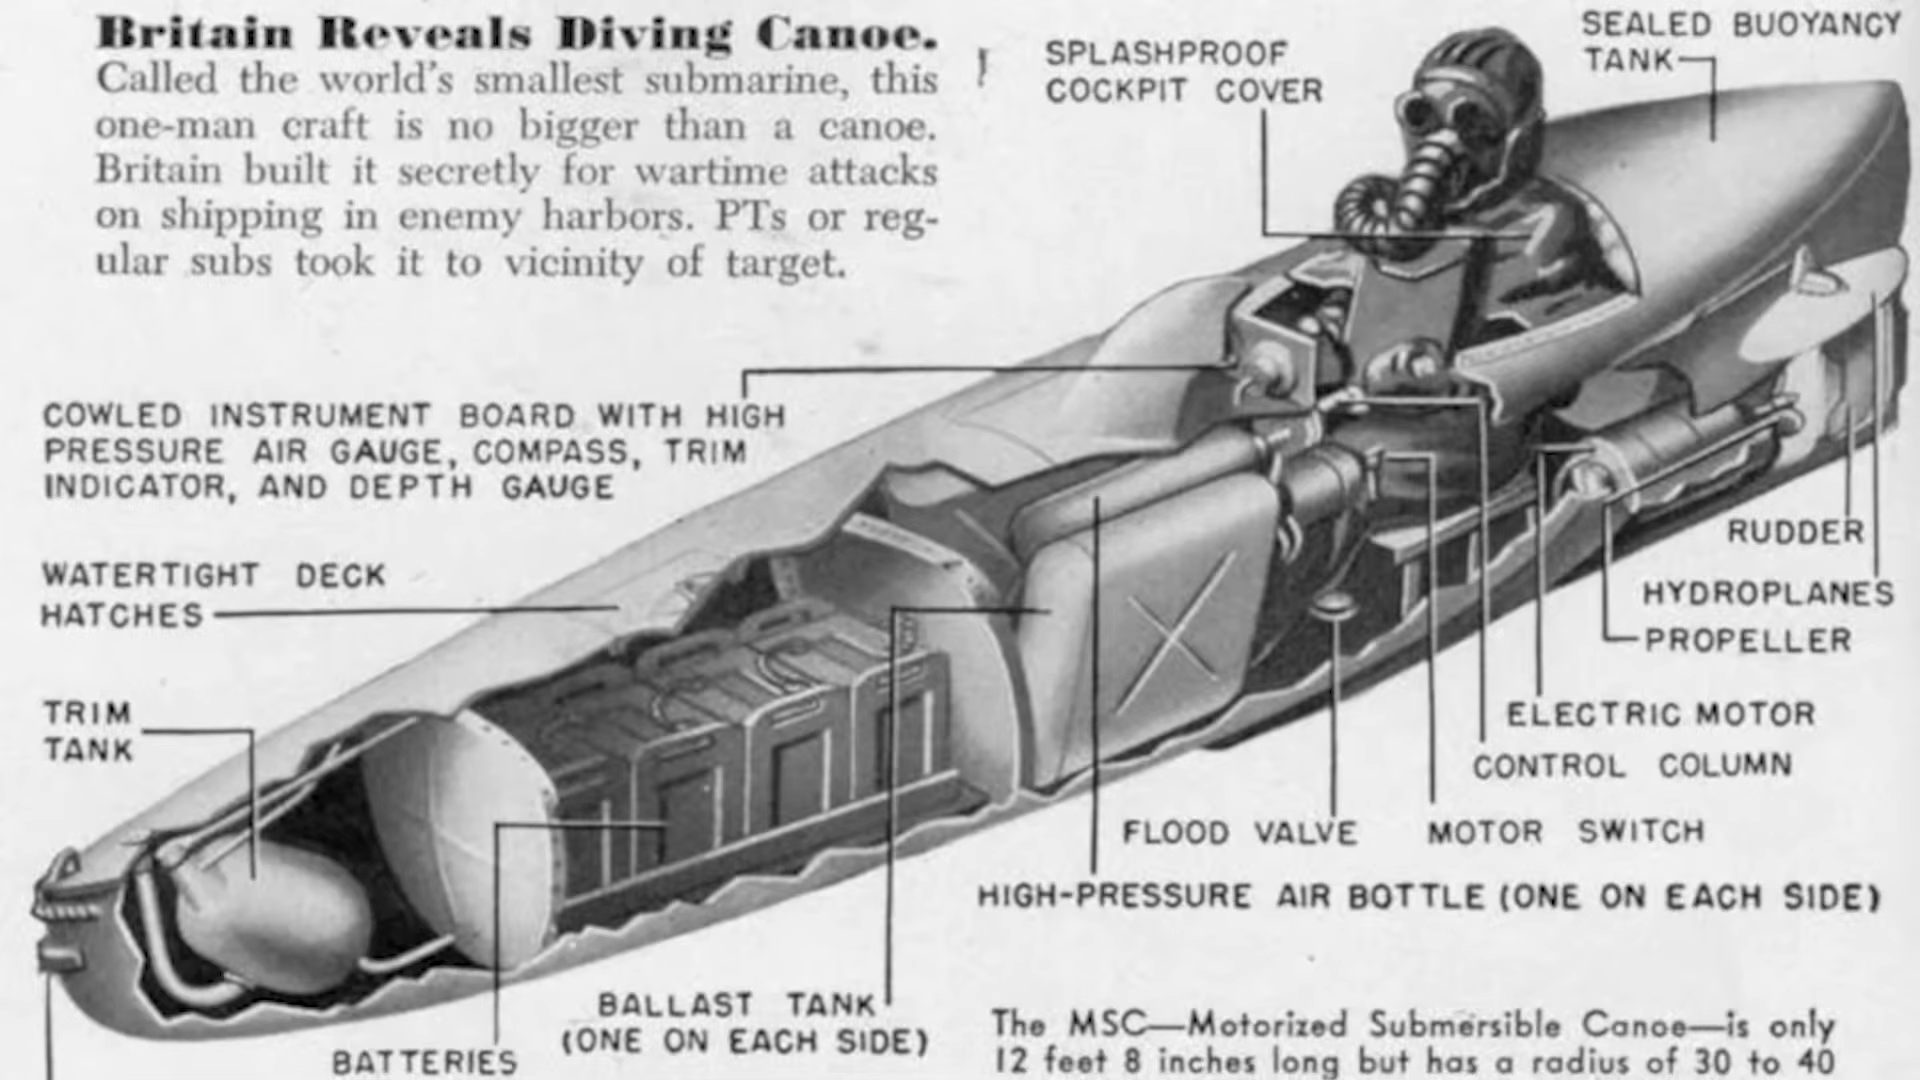 Britain Reveals Diving Canoe.
Called the world's smallest submarine, this
one-man craft is no bigger than a canoe.
Britain built it secretly for wartime attacks
on shipping in enemy harbors. PTs or reg-
ular subs took it to vicinity of target.
SPLASHPROOF
COCKPIT COVER
SEALED BUOYANCY
TANK
COWLED INSTRUMENT BOARD WITH HIGH
PRESSURE AIR GAUGE, COMPASS, TRIM
INDICATOR, AND DEPTH GAUGE
WATERTIGHT DECK
HATCHES
TRIM
TANK
RUDDER
HYDROPLANES
PROPELLER
ELECTRIC MOTOR
CONTROL COLUMN
FLOOD VALVE
MOTOR SWITCH
HIGH-PRESSURE AIR BOTTLE (ONE ON EACH SIDE)
BALLAST TANK
(ONE ON EACH SIDE)
BATTERIES
The MSC—Motorized Submersible Canoe—is only
12 feet 8 inches long but has a radius of 30 to 40